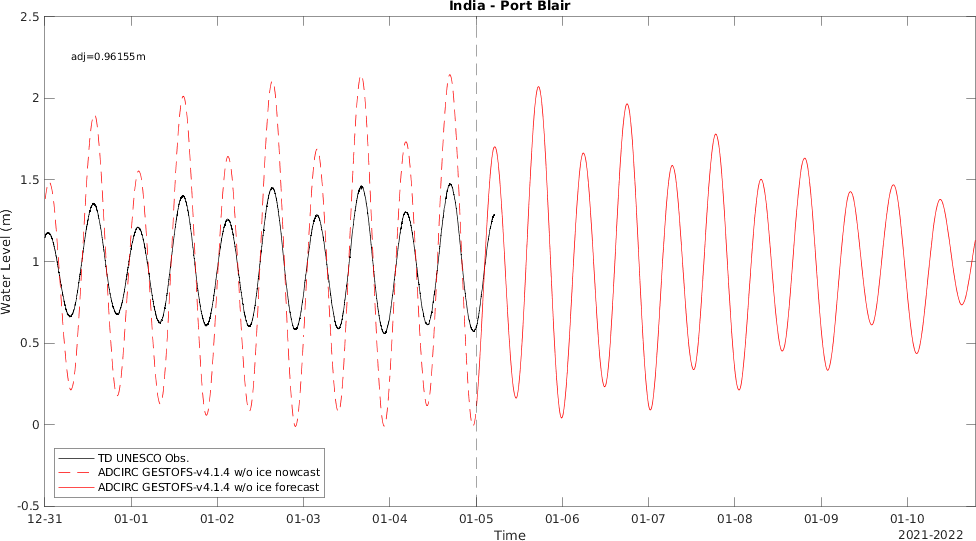 India - Port Blair
adj=0.96155m
Water Level (m)
2.5
2
1.5
1
0.5
0
-0.5
TD UNESCO Obs.
ADCIRC GESTOFS-v4.1.4 w/o ice nowcast
ADCIRC GESTOFS-v4.1.4 w/o ice forecast
12-31 01-01 01-02 01-03 01-04 01-05 01-06 01-07 01-08 01-09 01-10
Time
2021-2022